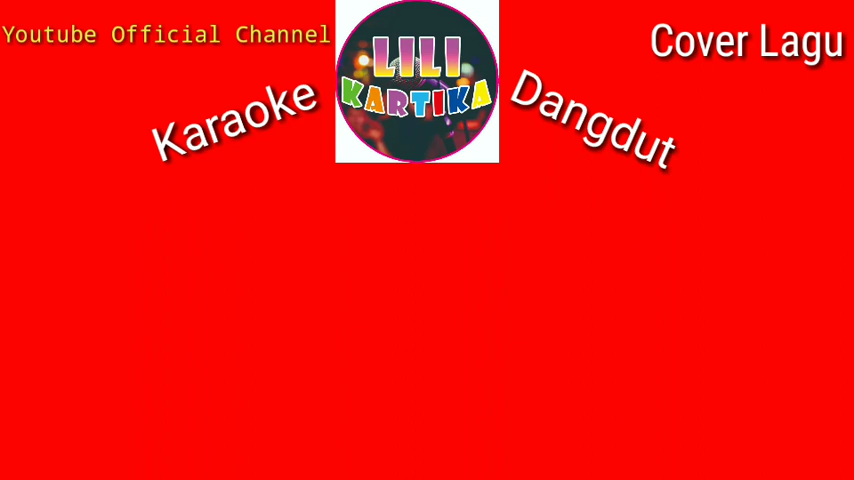 Youtube Official Channel
LILI
KARTIKA
Cover Lagu
Karaoke
Dangdut